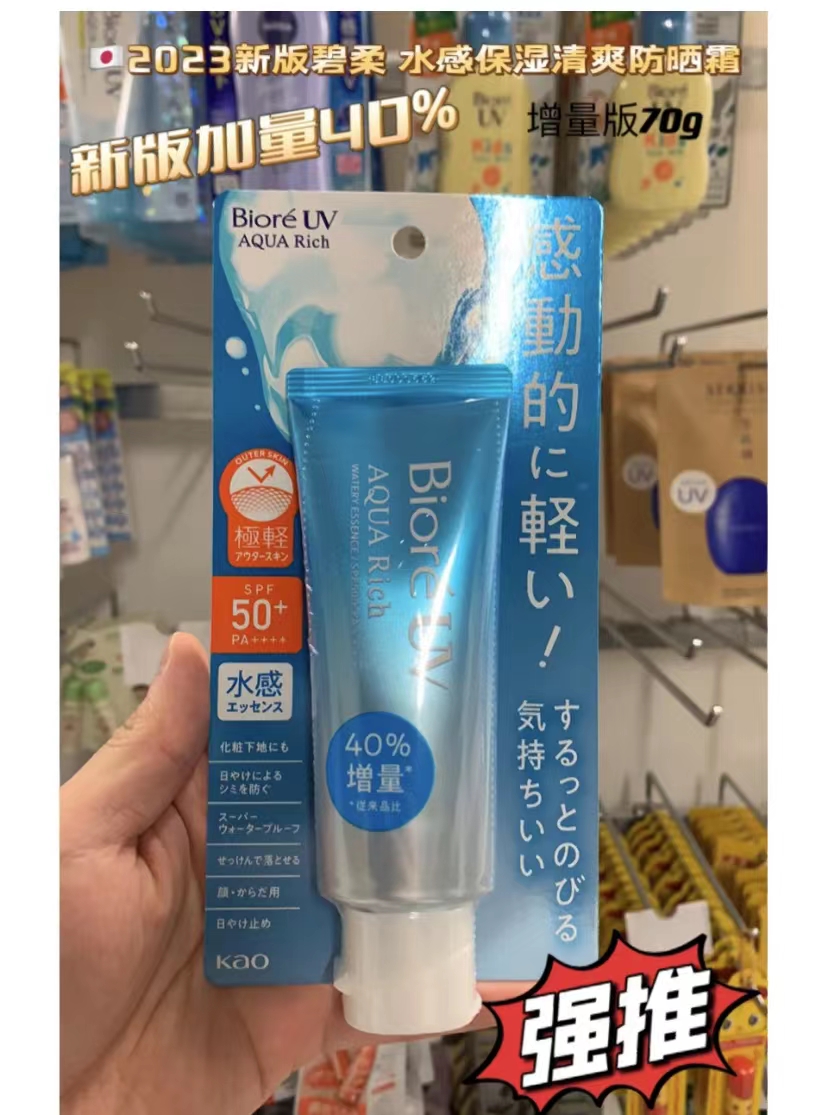 2023新版碧柔 水感保湿清爽防晒霜
新版加量40%
增量版70g
Bioré UV
AQUA Rich
感動的に軽い！
するっとのびる
気持ちいい
OUTER SKIN
極軽
アウタースキン
SPF
50+
PA++++
水感
エッセンス
化粧下地にも
日やけによる
シミを防ぐ
スーパー
ウォータープルーフ
せっけんで落とせる
顔・からだ用
日やけ止め
Kao
Bioré UV
AQUA Rich
40%
増量*
*従来品比
Bioré
UV
Kids
UV
UV
强推